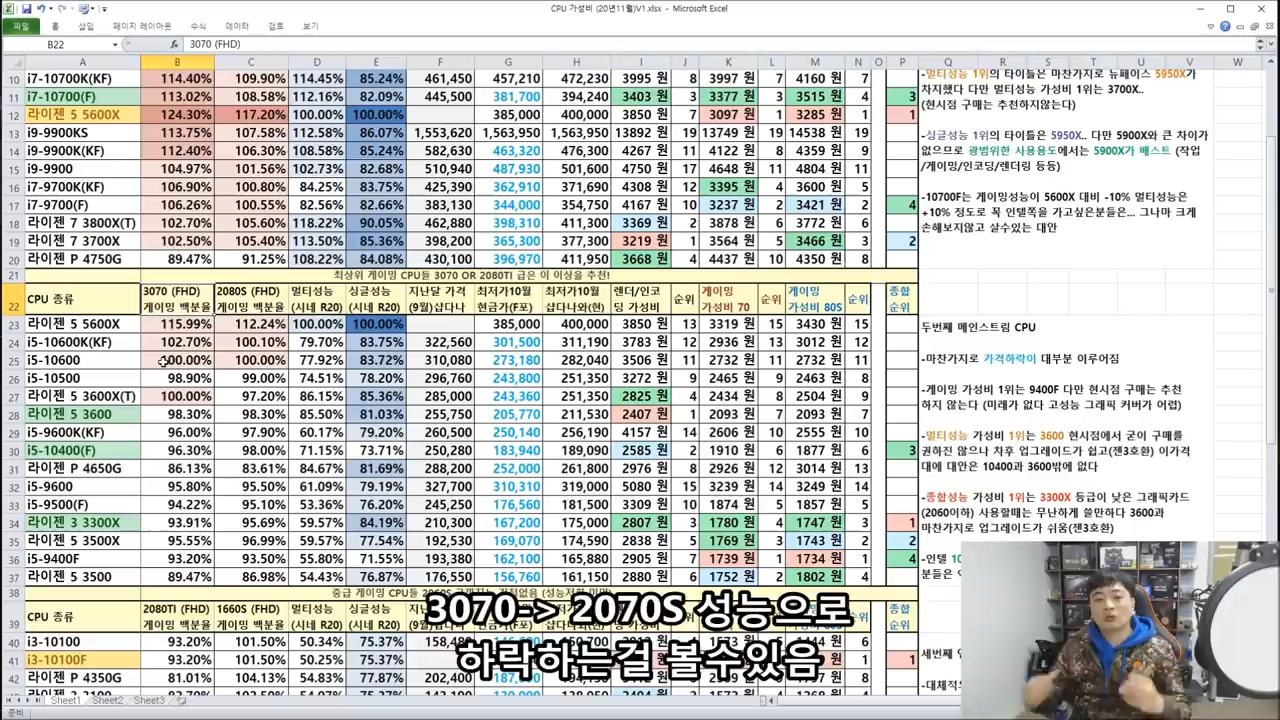 CPU 가성비 (20년11월)V1.xlsx - Microsoft Excel
파일 홈 삽입 페이지 레이아웃 수식 데이터 검토 보기
B22 fx 3070 (FHD)
A B C D E F G H I J K L M N O P Q R S T U V W
10 i7-10700K(KF) 114.40% 109.90% 114.45% 85.24% 461,450 457,210 472,230 3995 원 8 3997 원 8 4160 원 7
11 i7-10700(F) 113.02% 108.58% 112.16% 82.09% 445,500 381,700 394,240 3403 원 3 3377 원 3 3515 원 4 3
12 라이젠 5 5600X 124.30% 117.20% 100.00% 100.00% 385,000 400,000 3850 원 7 3097 원 1 3285 원 1 1
13 i9-9900KS 113.75% 107.58% 112.58% 86.07% 1,553,620 1,563,950 1,563,950 13892 원 19 13749 원 19 14538 원 19
14 i9-9900K(KF) 112.40% 106.30% 108.58% 85.24% 582,630 463,320 476,500 4267 원 11 4122 원 9 4359 원 9
15 i9-9900 104.97% 101.56% 102.73% 82.68% 510,940 487,930 501,600 4750 원 17 4648 원 11 4804 원 11
16 i7-9700K(KF) 106.90% 100.80% 84.25% 83.75% 425,390 362,910 371,690 4308 원 12 3395 원 4 3600 원 5
17 i7-9700(F) 106.26% 100.55% 82.56% 82.66% 383,130 344,000 354,750 4167 원 10 3237 원 2 3421 원 2 4
18 라이젠 7 3800X(T) 102.70% 105.60% 118.22% 90.05% 462,880 398,310 411,300 3369 원 2 3878 원 6 3772 원 6
19 라이젠 7 3700X 102.50% 105.40% 113.50% 85.36% 398,200 365,300 377,300 3219 원 1 3564 원 5 3466 원 3 2
20 라이젠 P 4750G 89.47% 91.25% 108.22% 84.08% 430,100 396,970 411,950 3668 원 4 4437 원 10 4350 원 8
21 최상위 게이밍 CPU들 3070 OR 2080TI 급은 이 이상을 추천!
22 CPU 종류 3070 (FHD) 게이밍 백분율 2080S (FHD) 게이밍 백분율 멀티성능 (시네 R20) 싱글성능 (시네 R20) 지난달 가격 (9월)샵다나 최저가10월 현금가(F포) 최저가10월 샵다나와(현) 렌더/인코딩 가성비 순위 게이밍 가성비 70 순위 게이밍 가성비 80S 순위 종합 순위
23 라이젠 5 5600X 115.99% 112.24% 100.00% 100.00% 385,000 400,000 3850 원 13 3319 원 15 3430 원 15
24 i5-10600K(KF) 102.70% 100.10% 79.70% 83.75% 322,560 301,500 311,190 3783 원 12 2936 원 13 3012 원 12
25 i5-10600 100.00% 100.00% 77.92% 83.72% 310,080 273,180 282,040 3506 원 11 2732 원 11 2732 원 11
26 i5-10500 98.90% 99.00% 74.51% 78.20% 296,760 243,800 251,190 3272 원 9 2465 원 9 2463 원 8
27 라이젠 5 3600X(T) 100.00% 97.20% 86.15% 85.36% 285,000 243,360 251,350 2825 원 4 2434 원 8 2504 원 9
28 라이젠 5 3600 98.30% 98.30% 85.50% 81.03% 255,750 205,770 211,530 2407 원 1 2093 원 7 2093 원 7
29 i5-9600K(KF) 96.00% 97.90% 60.17% 79.20% 260,500 250,140 256,190 4157 원 14 2606 원 10 2555 원 10
30 i5-10400(F) 96.30% 98.00% 71.15% 73.71% 250,280 183,940 189,090 2585 원 2 1910 원 6 1877 원 6 3
31 라이젠 P 4650G 86.13% 83.61% 84.67% 81.69% 288,200 252,000 261,800 2976 원 8 2926 원 12 3014 원 13
32 i5-9600 95.80% 95.50% 61.09% 79.19% 327,700 310,350 319,000 5080 원 15 3239 원 14 3249 원 14
33 i5-9500(F) 94.22% 95.10% 58.40% 76.20% 245,300 176,560 181,500 3023 원 10 1874 원 5 1857 원 5
34 라이젠 3 3300X 93.91% 95.69% 59.57% 84.19% 210,300 167,200 175,000 2807 원 3 1780 원 4 1747 원 3 1
35 라이젠 5 3500X 95.55% 96.99% 59.57% 77.54% 192,730 169,070 174,590 2838 원 5 1769 원 3 1743 원 2 2
36 i5-9400F 93.20% 93.50% 55.80% 71.55% 193,380 162,100 165,880 2905 원 7 1739 원 1 1734 원 1 4
37 라이젠 5 3500 89.47% 86.98% 54.43% 76.87% 176,550 156,760 161,150 2880 원 6 1752 원 2 1802 원 4
39 CPU 종류 2080TI (FHD) 게이밍 백분율 1660S (FHD) 게이밍 백분율 멀티성능 (시네 R20) 싱글성능 (시네 R20)
40 i3-10100 93.20% 101.50% 50.34% 75.37%
41 i3-10100F 93.20% 101.50% 50.25% 75.37%
42 라이젠 P 4350G 81.01% 104.13% 54.83% 77.87%
-멀티성능 1위의 타이틀은 마찬가지로 뉴페이스 5950X가
차지했다 다만 멀티성능 가성비 1위는 3700X..
(현시점 구매는 추천하지않는다)
-싱글성능 1위의 타이들은 5950X.. 다만 5900X와 큰 차이가
없으므로 광범위한 사용용도에서는 5900X가 배스트 (작업
/게이밍/인코딩/렌더링 등등)
-10700F는 게이밍성능이 5600X 대비 -10% 멀티성능은
+10% 정도로 꼭 인텔쪽을 가고싶은분들은... 그나마 크게
손해보지않고 살수있는 대안
두번째 메인스트림 CPU
-마찬가지로 가격하락이 대부분 이루어짐
-게이밍 가성비 1위는 9400F 다만 현시점 구매는 추천
하지 않는다 (미래가 없다 고성능 그래픽 커버가 어렵)
-멀티성능 가성비 1위는 3600 현시점에서 굳이 구매를
권하진 않으나 차후 업그레이드가 쉽고(젠3호환) 이가격
대에 대안은 10400과 3600밖에 없다
-종합성능 가성비 1위는 3300X 등급이 낮은 그래픽카드
(2060이하) 사용할때는 무난하게 쓸만하다 3600과
마찬가지로 업그레이드가 쉬움(젠3호환)
3070-> 2070S 성능으로
하락하는걸 볼수있음
Sheet1 Sheet2 Sheet3
준비